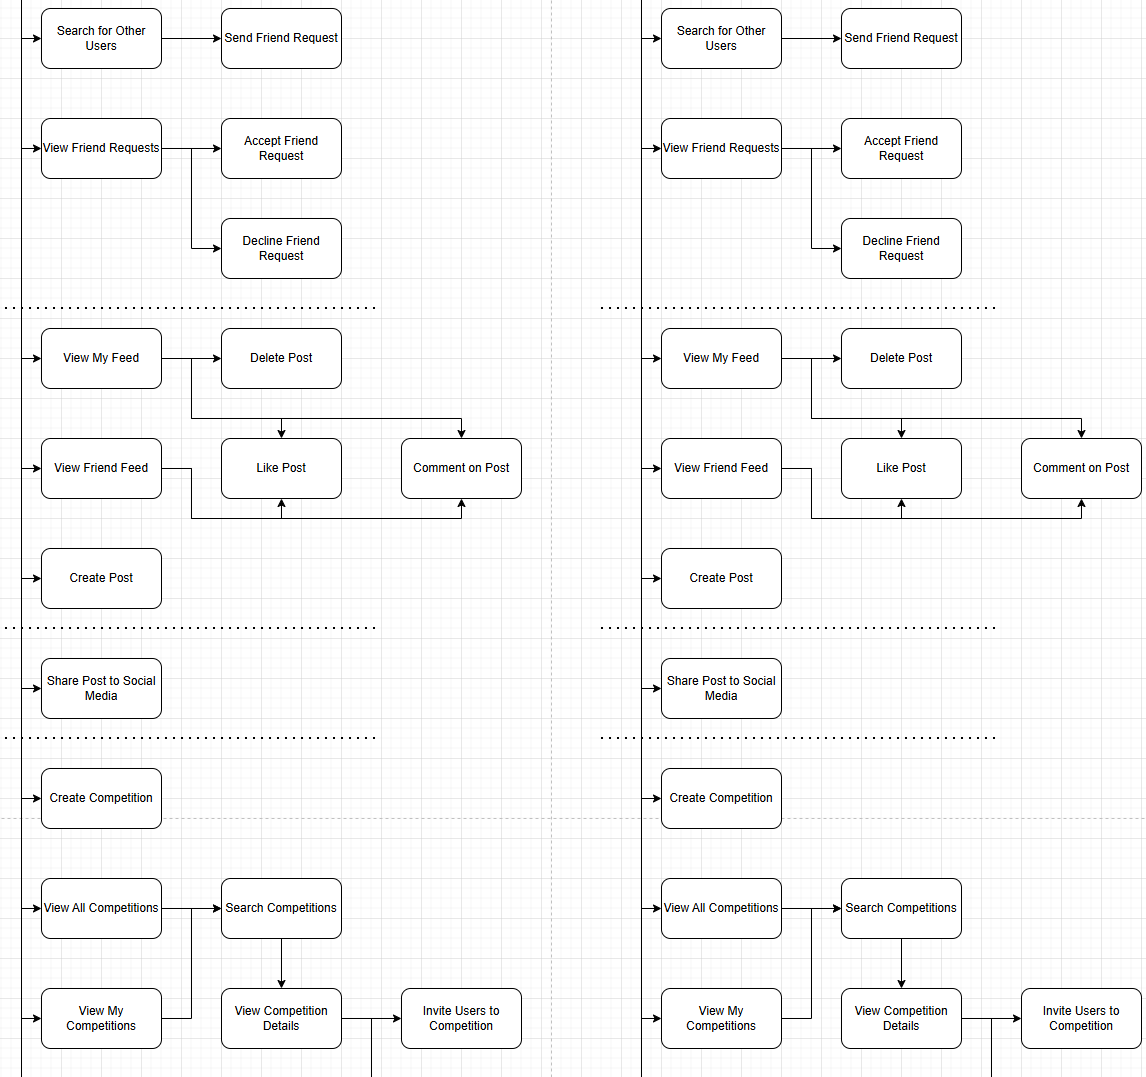 Search for Other
Users
Send Friend Request
View Friend Requests
Accept Friend
Request
Decline Friend
Request
View My Feed
Delete Post
View Friend Feed
Like Post
Comment on Post
Create Post
Share Post to Social
Media
Create Competition
View All Competitions
Search Competitions
View My
Competitions
View Competition
Details
Invite Users to
Competition
Search for Other
Users
Send Friend Request
View Friend Requests
Accept Friend
Request
Decline Friend
Request
View My Feed
Delete Post
View Friend Feed
Like Post
Comment on Post
Create Post
Share Post to Social
Media
Create Competition
View All Competitions
Search Competitions
View My
Competitions
View Competition
Details
Invite Users to
Competition